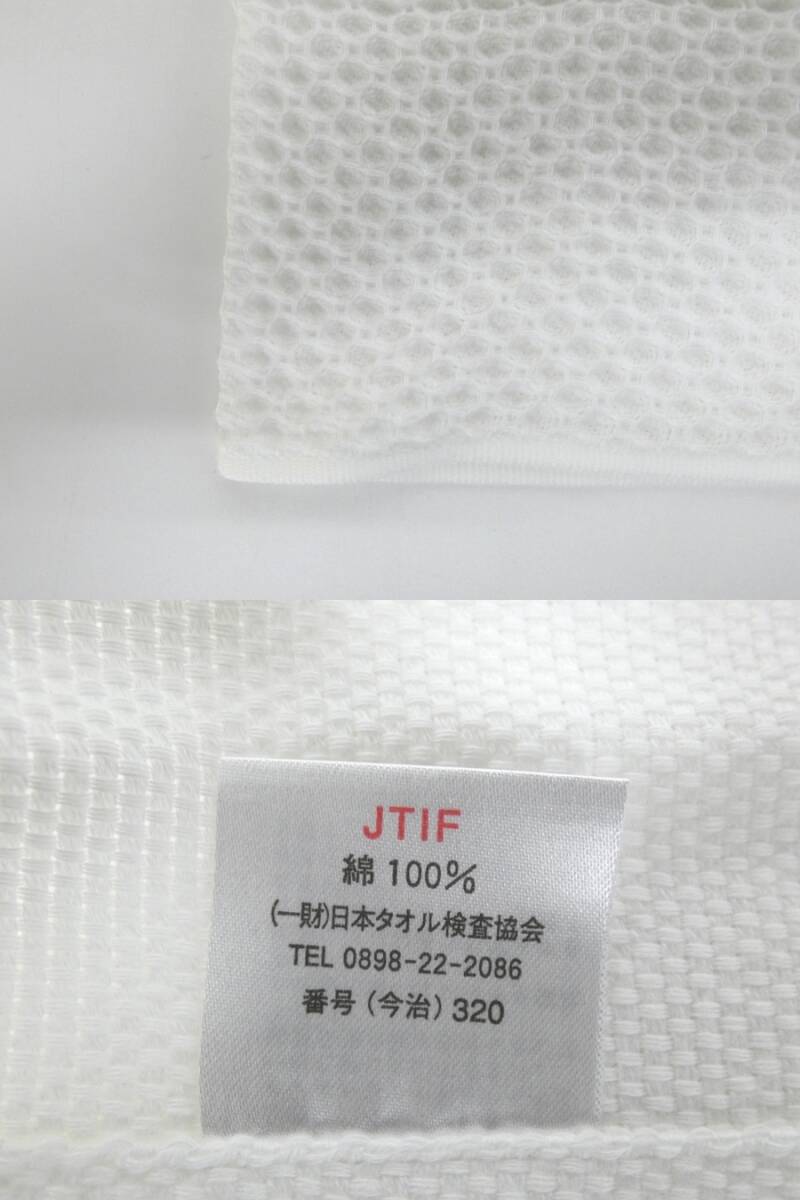 JTIF
綿 100%
(一財)日本タオル検査協会
TEL 0898-22-2086
番号(今治)320